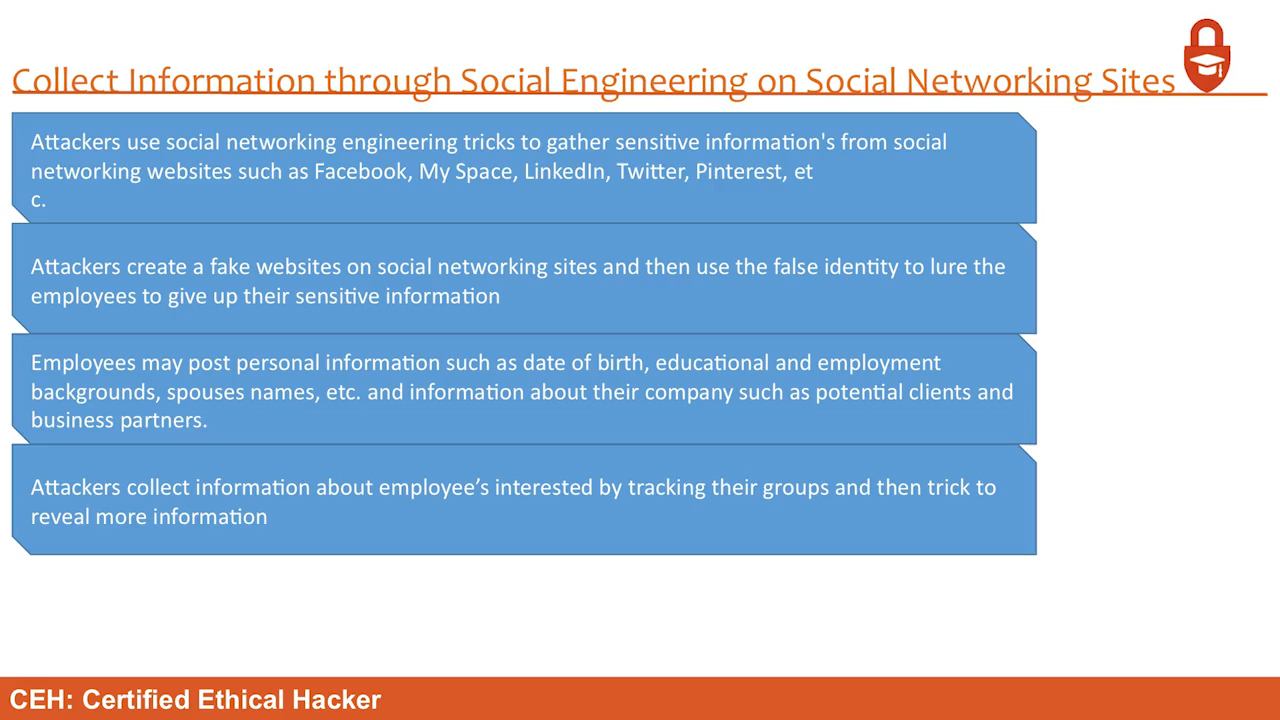 Collect Information through Social Engineering on Social Networking Sites
Attackers use social networking engineering tricks to gather sensitive information's from social
networking websites such as Facebook, My Space, LinkedIn, Twitter, Pinterest, et
c.
Attackers create a fake websites on social networking sites and then use the false identity to lure the
employees to give up their sensitive information
Employees may post personal information such as date of birth, educational and employment
backgrounds, spouses names, etc. and information about their company such as potential clients and
business partners.
Attackers collect information about employee’s interested by tracking their groups and then trick to
reveal more information
CEH: Certified Ethical Hacker